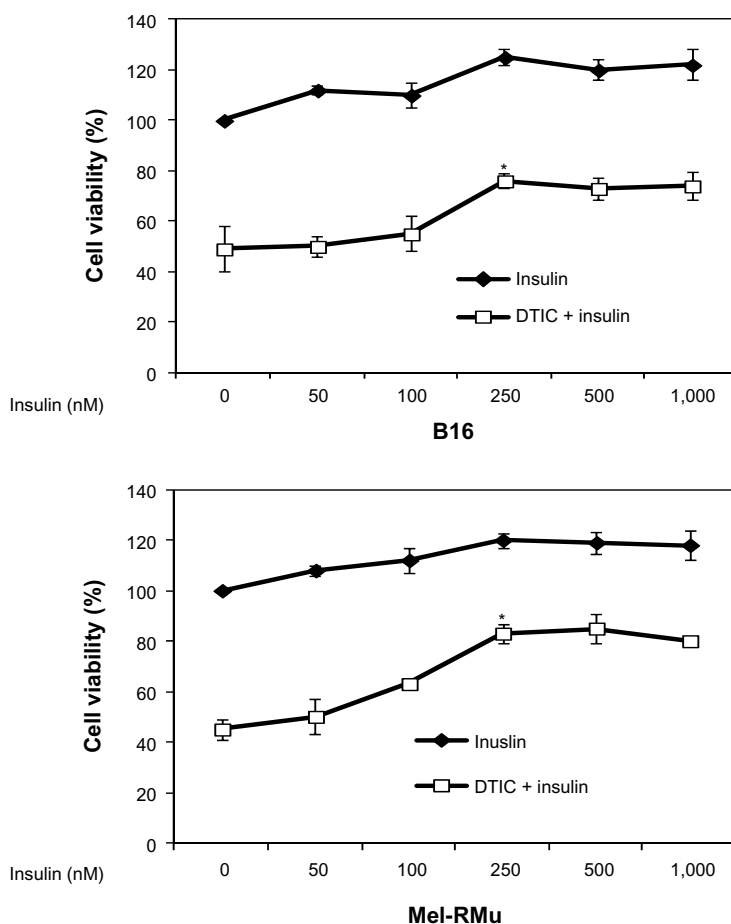 140
120
100
80
60
40
20
0
Cell viability (%)
*
Insulin
DTIC + insulin
Insulin (nM)
0 50 100 250 500 1,000
B16
140
120
100
80
60
40
20
0
Cell viability (%)
*
Inuslin
DTIC + insulin
Insulin (nM)
0 50 100 250 500 1,000
Mel-RMu